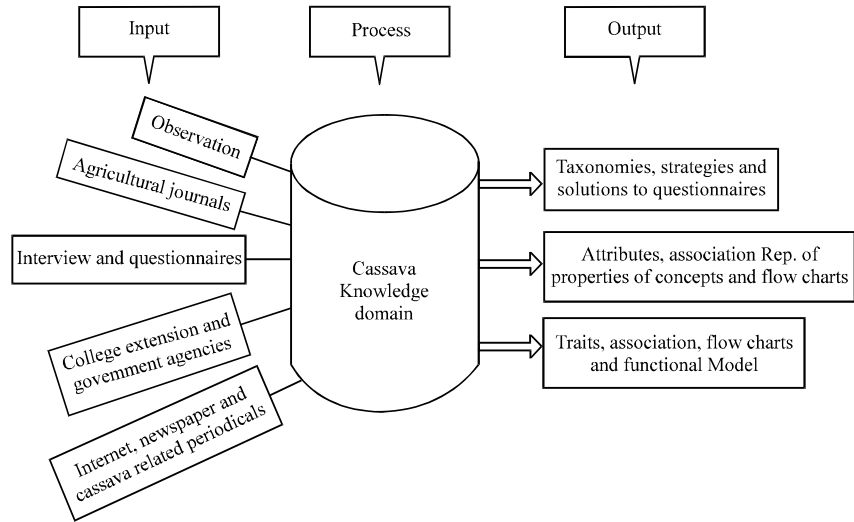 Input
Process
Output
Observation
Agricultural journals
Interview and questionnaires
College extension and
govemment agencies
Internet, newspaper and
cassava related periodicals
Cassava
Knowledge
domain
Taxonomies, strategies and
solutions to questionnaires
Attributes, association Rep. of
properties of concepts and flow charts
Traits, association, flow charts
and functional Model